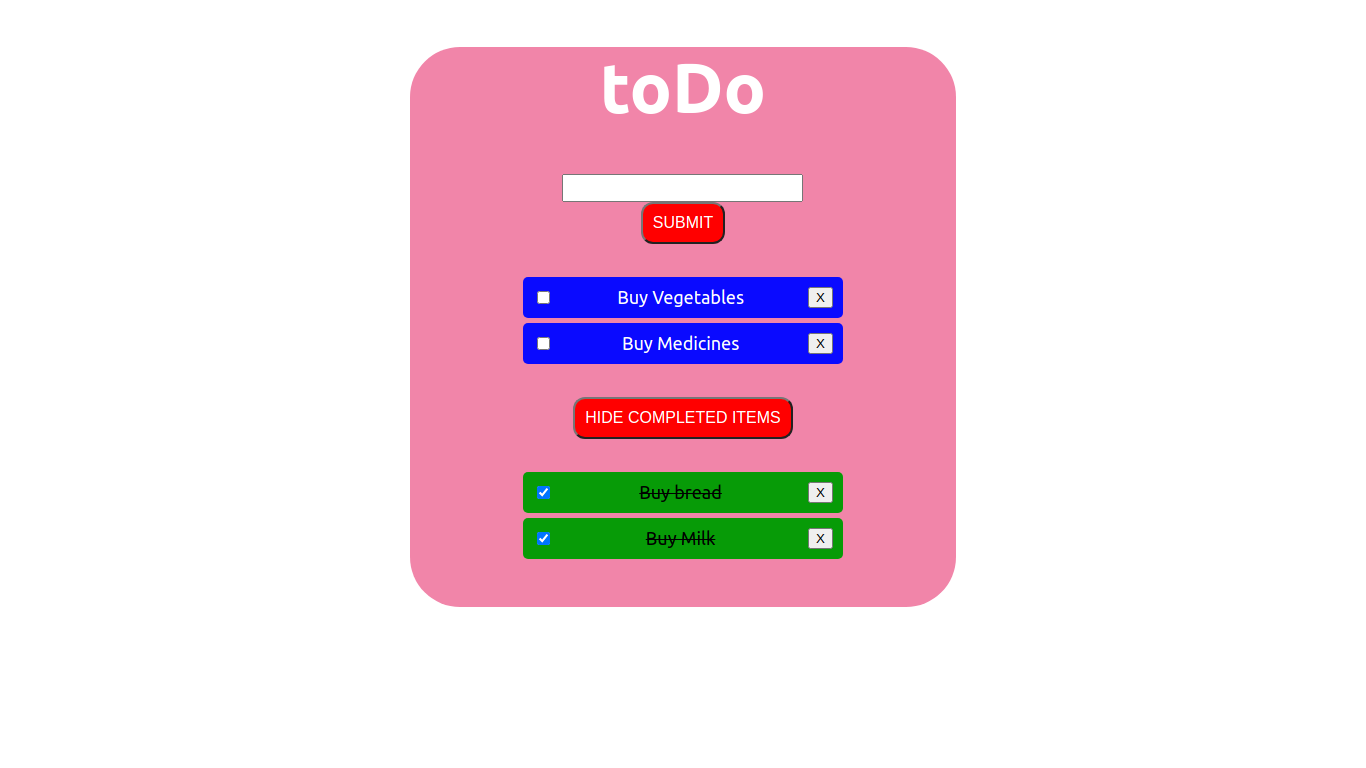 toDo
SUBMIT
Buy Vegetables X
Buy Medicines X
HIDE COMPLETED ITEMS
Buy bread X
Buy Milk X